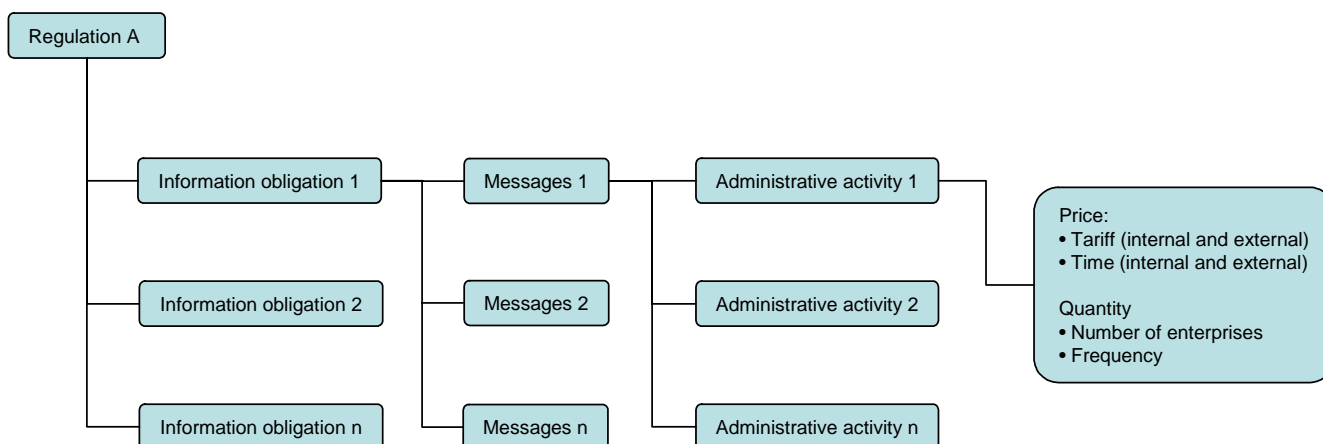 Regulation A
Information obligation 1
Messages 1
Administrative activity 1
Price:
• Tariff (internal and external)
• Time (internal and external)
Quantity
• Number of enterprises
• Frequency
Information obligation 2
Messages 2
Administrative activity 2
Information obligation n
Messages n
Administrative activity n